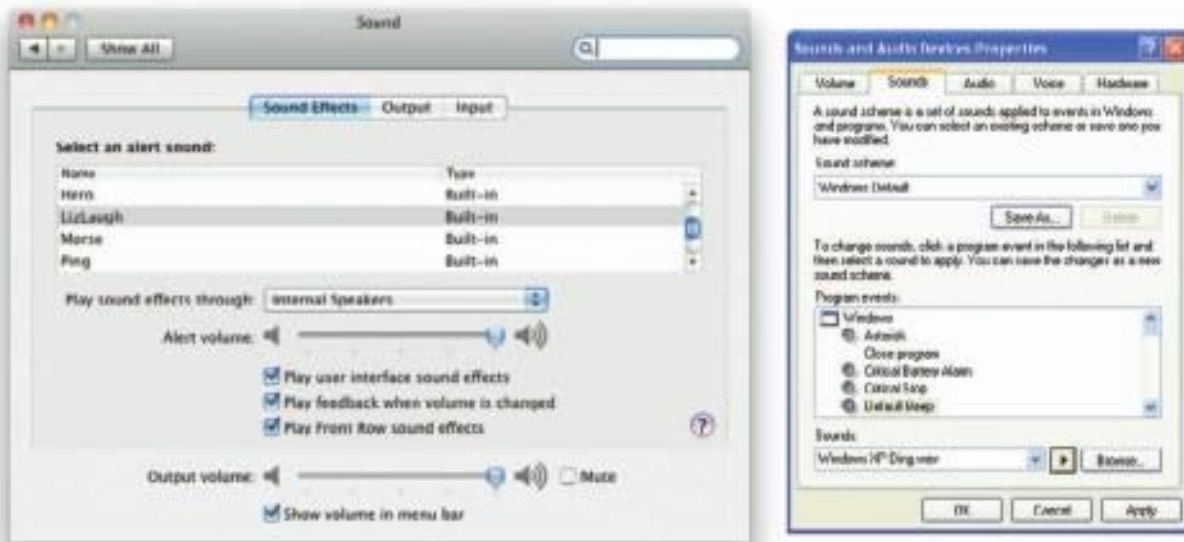 Sound
Show All
Sound Effects Output Input
Select an alert sound:
Name Type
Hero Built-in
LizLaugh Built-in
Morse Built-in
Ping Built-in
Play sound effects through: Internal Speakers
Alert volume:
Play user interface sound effects
Play feedback when volume is changed
Play Front Row sound effects
?
Output volume: Mute
Show volume in menu bar
Sounds and Audio Devices Properties
Volume Sounds Audio Voice Hardware
A sound scheme is a set of sounds applied to events in Windows
and programs. You can select an existing scheme or save one you
have modified.
Sound scheme:
Windows Default
Save As... Delete
To change sounds, click a program event in the following list and
then select a sound to apply. You can save the changes as a new
sound scheme.
Program events:
Windows
Asterisk
Close program
Critical Battery Alarm
Critical Stop
Default Beep
Sounds:
Windows XP Ding.wav Browse...
OK Cancel Apply